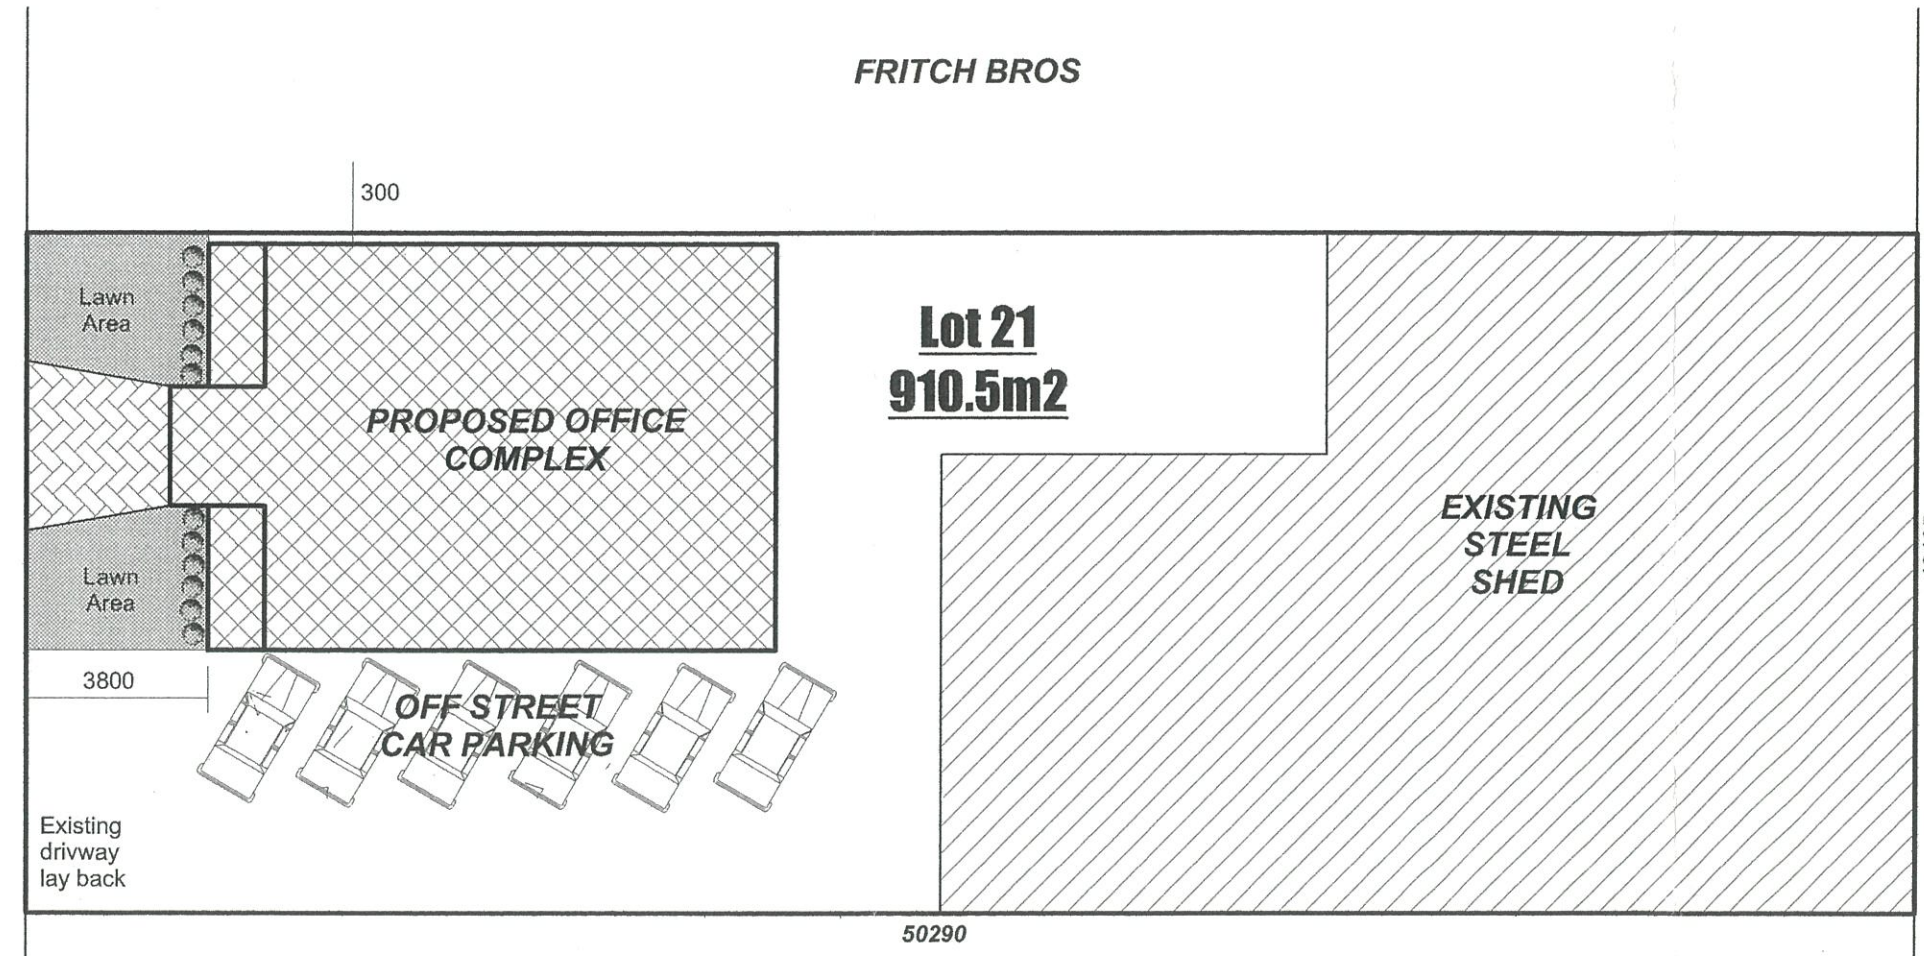 FRITCH BROS
300
Lawn
Area
Lot 21
910.5m2
PROPOSED OFFICE
COMPLEX
EXISTING
STEEL
SHED
Lawn
Area
3800
OFF STREET
CAR PARKING
Existing
drivway
lay back
50290